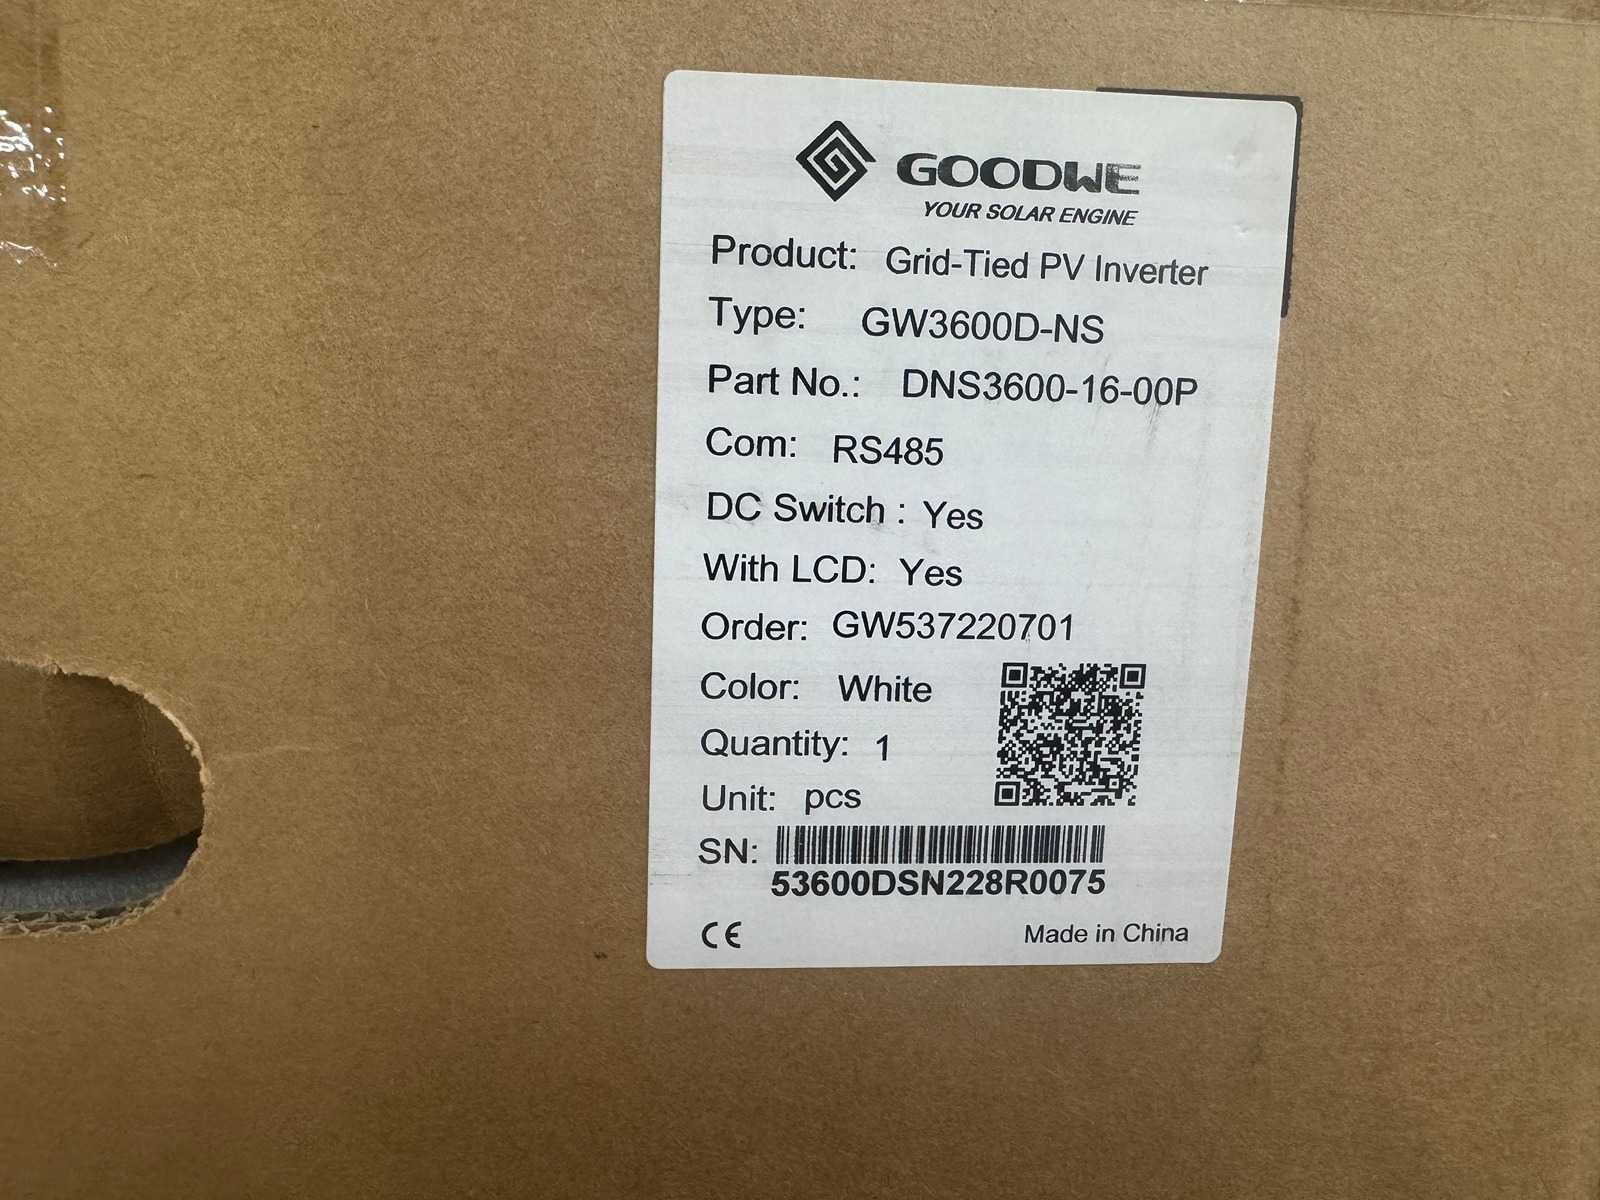 GOODWE
YOUR SOLAR ENGINE
Product: Grid-Tied PV Inverter
Type: GW3600D-NS
Part No.: DNS3600-16-00P
Com: RS485
DC Switch : Yes
With LCD: Yes
Order: GW537220701
Color: White
Quantity: 1
Unit: pcs
SN:
53600DSN228R0075
CE
Made in China